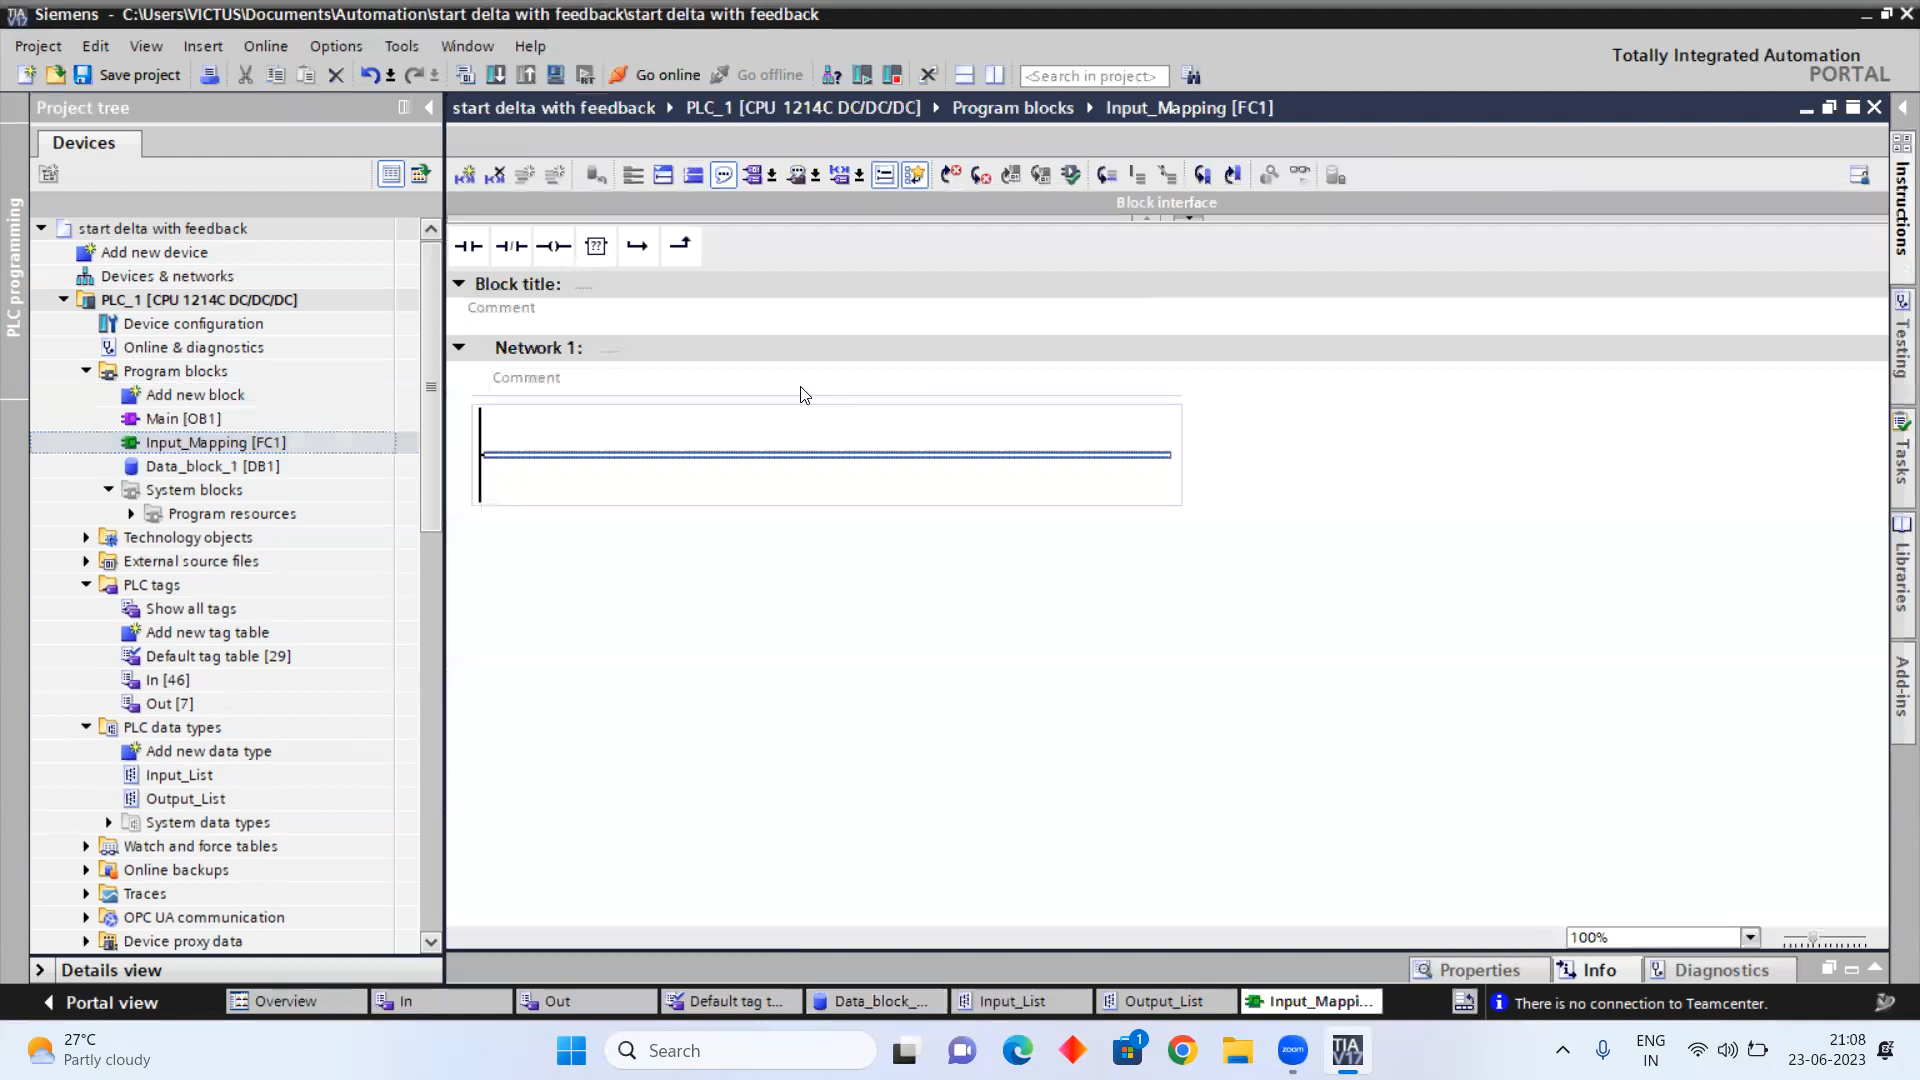 Siemens - C:\Users\VICTUS\Documents\Automation\start delta with feedback\start delta with feedback
Project Edit View Insert Online Options Tools Window Help
Totally Integrated Automation
PORTAL
Save project
Go online
Go offline
<Search in project>
Project tree
start delta with feedback PLC_1 [CPU 1214C DC/DC/DC] Program blocks Input_Mapping [FC1]
Devices
Block interface
PLC programming
start delta with feedback
Add new device
Devices & networks
PLC_1 [CPU 1214C DC/DC/DC]
Device configuration
Online & diagnostics
Program blocks
Add new block
Main [OB1]
Input_Mapping [FC1]
Data_block_1 [DB1]
System blocks
Program resources
Technology objects
External source files
PLC tags
Show all tags
Add new tag table
Default tag table [29]
In [46]
Out [7]
PLC data types
Add new data type
Input_List
Output_List
System data types
Watch and force tables
Online backups
Traces
OPC UA communication
Device proxy data
Details view
??
Block title:
Comment
Network 1:
Comment
100%
Instructions
Testing
Tasks
Libraries
Add-ins
Properties
Info
Diagnostics
Portal view
Overview
In
Out
Default tag t...
Data_block_...
Input_List
Output_List
Input_Mappi...
There is no connection to Teamcenter.
27°C
Partly cloudy
Search
1
zoom
TIA
V17
ENG
IN
21:08
23-06-2023